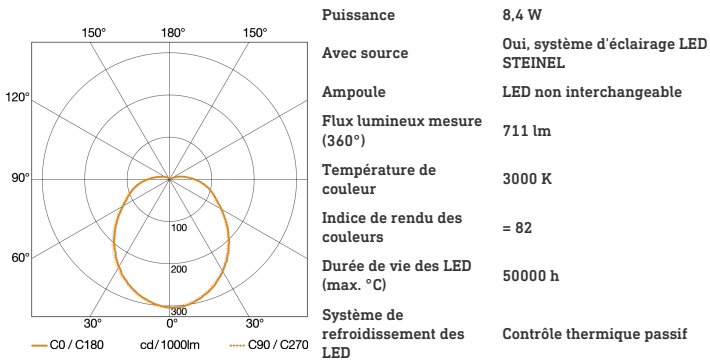 150° 180° 150°
120°
90°
60°
100
200
300
30° 0° 30°
C0 / C180 cd/1000lm C90 / C270
Puissance 8,4 W
Avec source Oui, système d'éclairage LED
STEINEL
Ampoule LED non interchangeable
Flux lumineux mesure
(360°) 711 lm
Température de
couleur 3000 K
Indice de rendu des
couleurs = 82
Durée de vie des LED
(max. °C) 50000 h
Système de
refroidissement des
LED Contrôle thermique passif